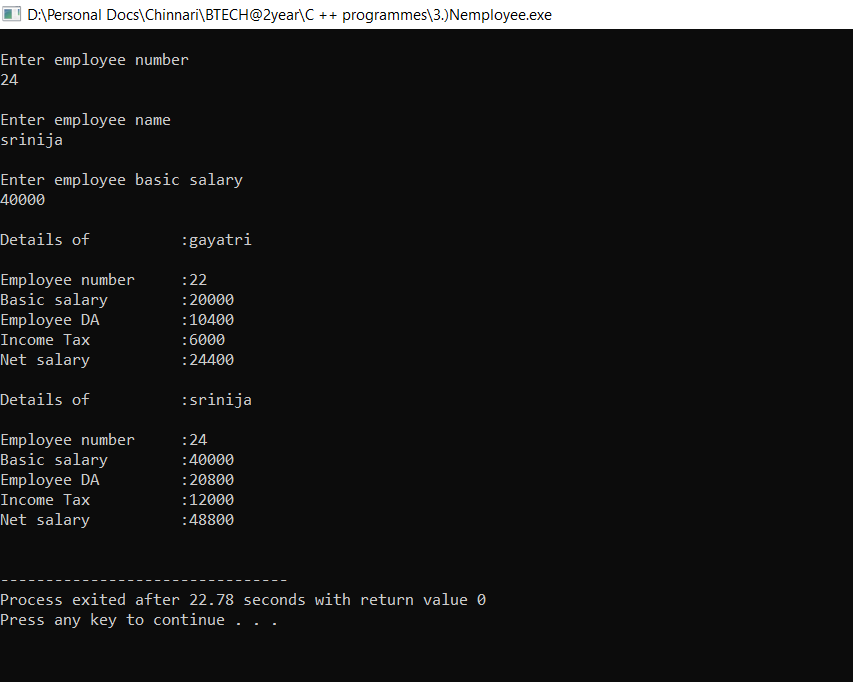 D:\Personal Docs\Chinnari\BTECH@2year\C ++ programmes\3.)Nemployee.exe
Enter employee number
24
Enter employee name
srinija
Enter employee basic salary
40000
Details of          :gayatri
Employee number     :22
Basic salary        :20000
Employee DA         :10400
Income Tax          :6000
Net salary          :24400
Details of          :srinija
Employee number     :24
Basic salary        :40000
Employee DA         :20800
Income Tax          :12000
Net salary          :48800
--------------------------------
Process exited after 22.78 seconds with return value 0
Press any key to continue . . .